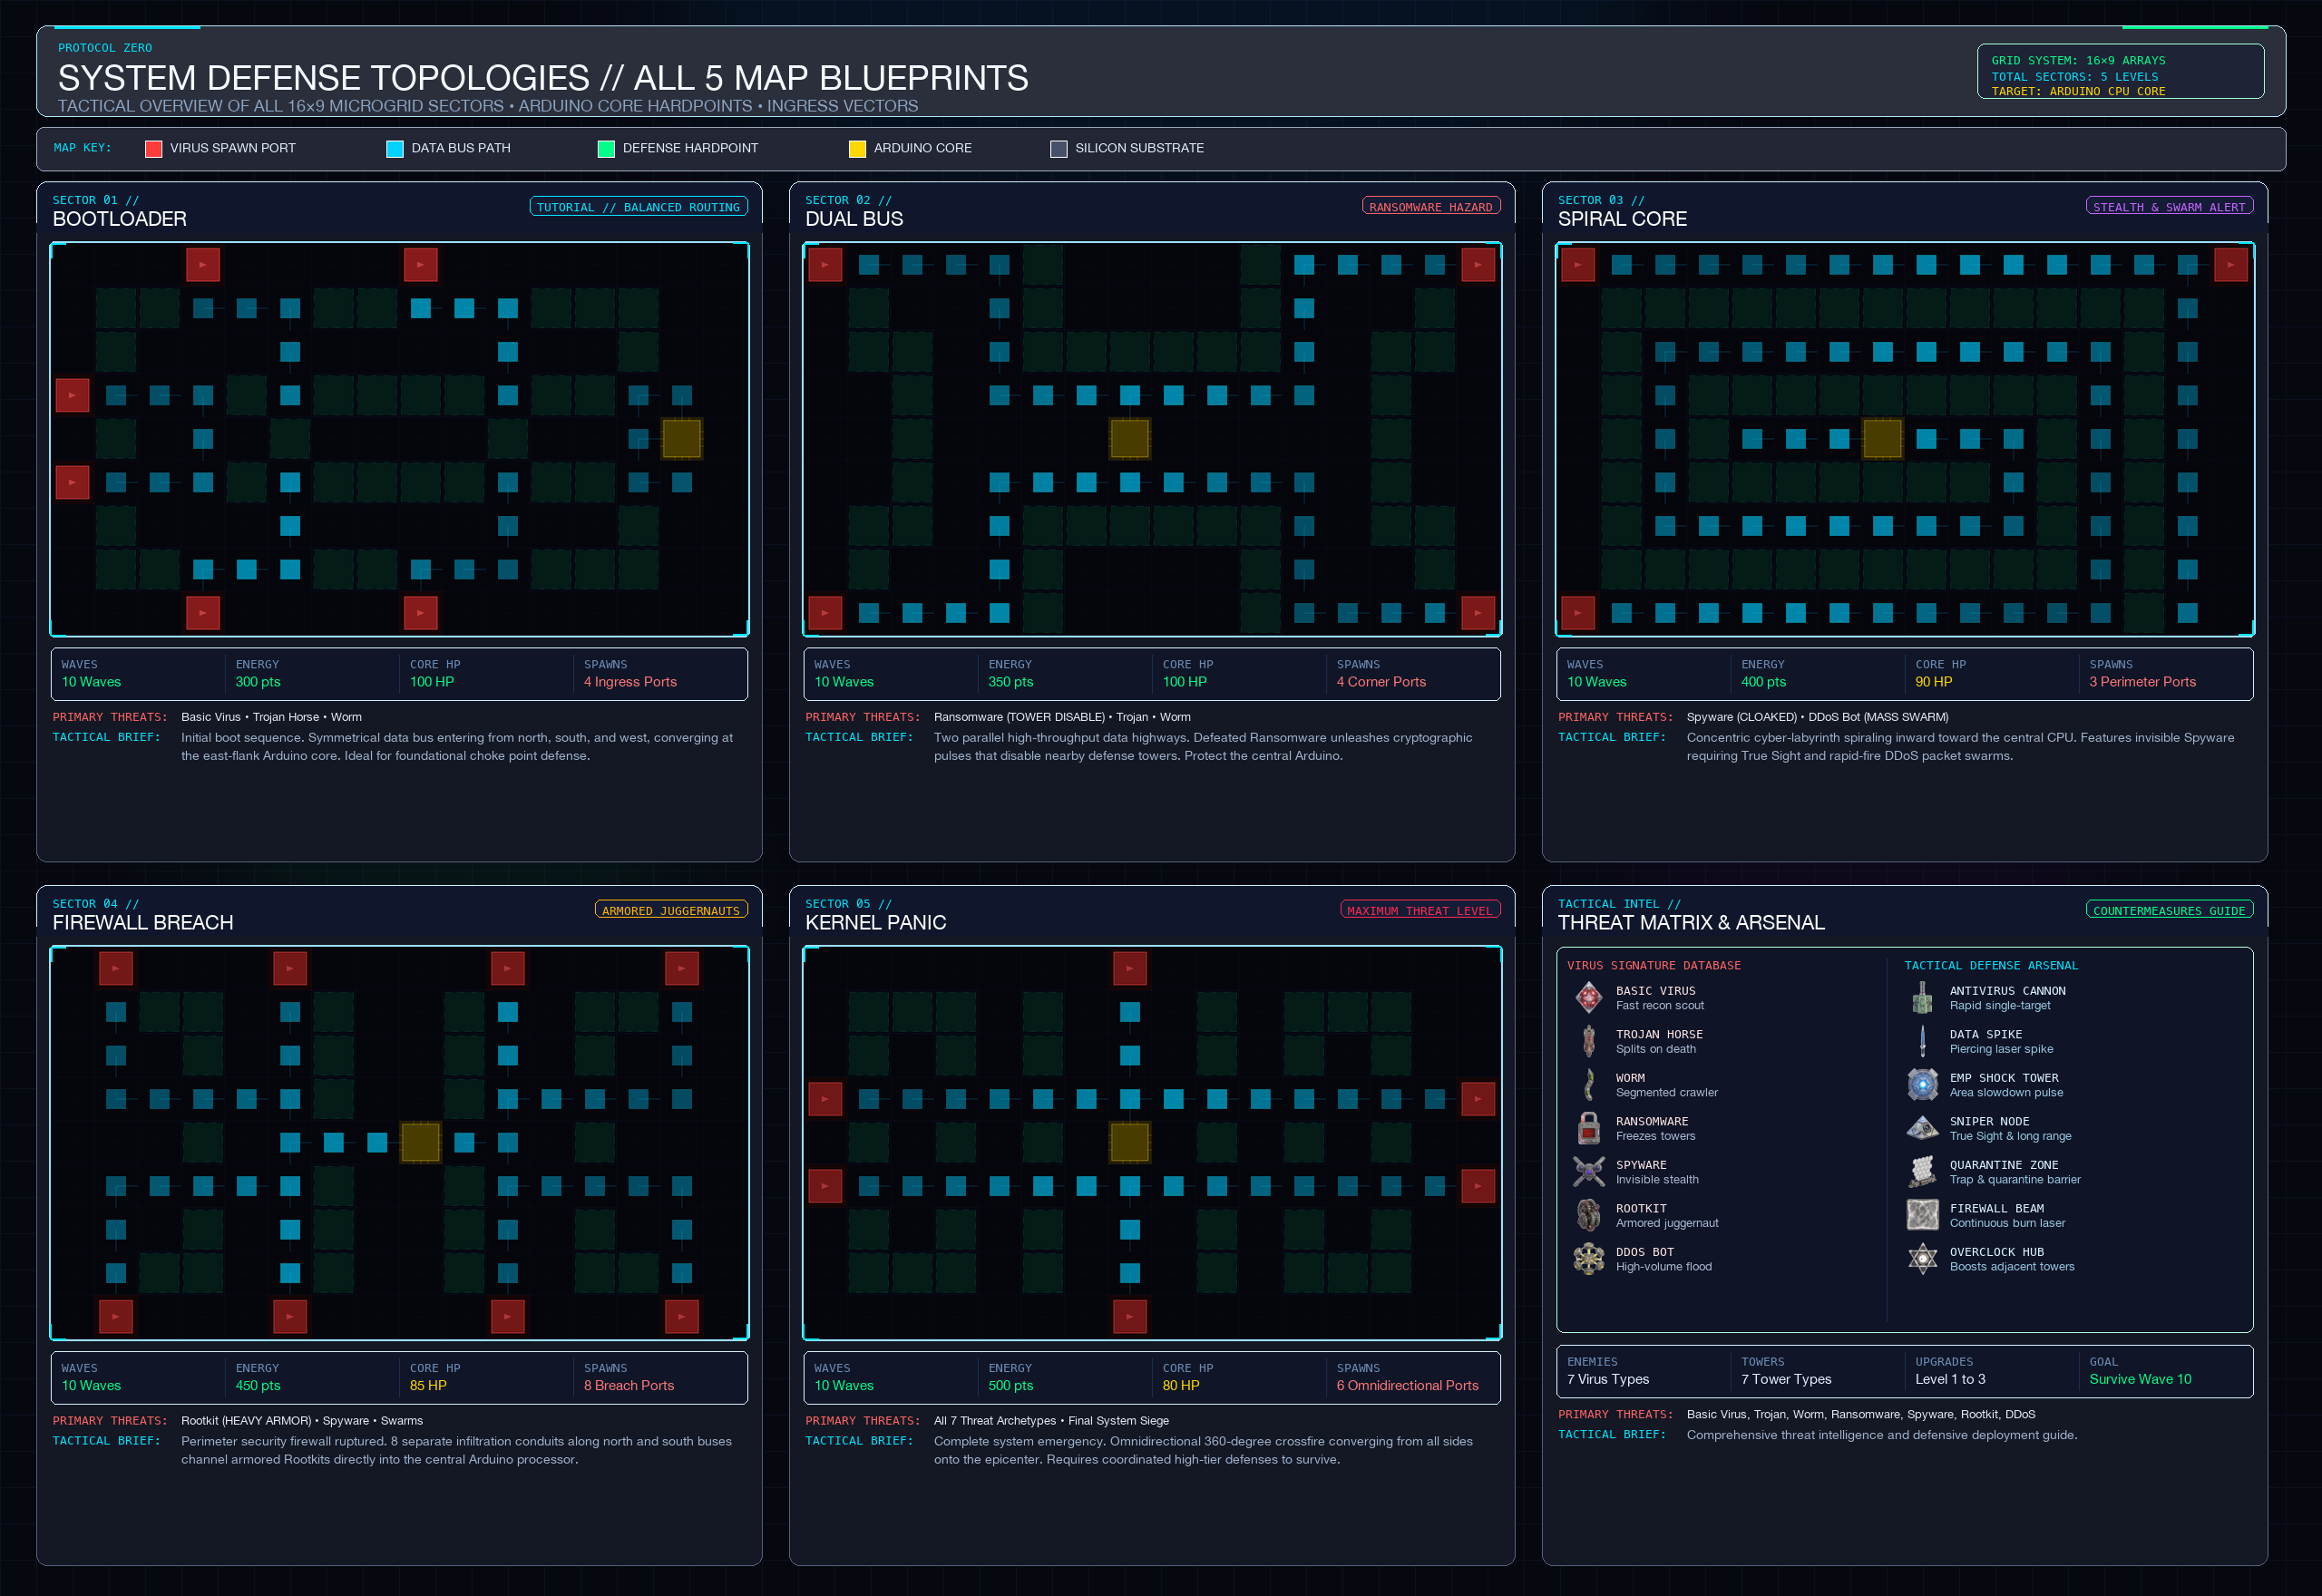 PROTOCOL ZERO
SYSTEM DEFENSE TOPOLOGIES // ALL 5 MAP BLUEPRINTS
TACTICAL OVERVIEW OF ALL 16×9 MICROGRID SECTORS • ARDUINO CORE HARDPOINTS • INGRESS VECTORS
GRID SYSTEM: 16×9 ARRAYS
TOTAL SECTORS: 5 LEVELS
TARGET: ARDUINO CPU CORE
MAP KEY: VIRUS SPAWN PORT DATA BUS PATH DEFENSE HARDPOINT ARDUINO CORE SILICON SUBSTRATE
SECTOR 01 //
BOOTLOADER
TUTORIAL // BALANCED ROUTING
WAVES ENERGY CORE HP SPAWNS
10 Waves 300 pts 100 HP 4 Ingress Ports
PRIMARY THREATS: Basic Virus • Trojan Horse • Worm
TACTICAL BRIEF: Initial boot sequence. Symmetrical data bus entering from north, south, and west, converging at
the east-flank Arduino core. Ideal for foundational choke point defense.
SECTOR 02 //
DUAL BUS
RANSOMWARE HAZARD
WAVES ENERGY CORE HP SPAWNS
10 Waves 350 pts 100 HP 4 Corner Ports
PRIMARY THREATS: Ransomware (TOWER DISABLE) • Trojan • Worm
TACTICAL BRIEF: Two parallel high-throughput data highways. Defeated Ransomware unleashes cryptographic
pulses that disable nearby defense towers. Protect the central Arduino.
SECTOR 03 //
SPIRAL CORE
STEALTH & SWARM ALERT
WAVES ENERGY CORE HP SPAWNS
10 Waves 400 pts 90 HP 3 Perimeter Ports
PRIMARY THREATS: Spyware (CLOAKED) • DDoS Bot (MASS SWARM)
TACTICAL BRIEF: Concentric cyber-labyrinth spiraling inward toward the central CPU. Features invisible Spyware
requiring True Sight and rapid-fire DDoS packet swarms.
SECTOR 04 //
FIREWALL BREACH
ARMORED JUGGERNAUTS
WAVES ENERGY CORE HP SPAWNS
10 Waves 450 pts 85 HP 8 Breach Ports
PRIMARY THREATS: Rootkit (HEAVY ARMOR) • Spyware • Swarms
TACTICAL BRIEF: Perimeter security firewall ruptured. 8 separate infiltration conduits along north and south buses
channel armored Rootkits directly into the central Arduino processor.
SECTOR 05 //
KERNEL PANIC
MAXIMUM THREAT LEVEL
WAVES ENERGY CORE HP SPAWNS
10 Waves 500 pts 80 HP 6 Omnidirectional Ports
PRIMARY THREATS: All 7 Threat Archetypes • Final System Siege
TACTICAL BRIEF: Complete system emergency. Omnidirectional 360-degree crossfire converging from all sides
onto the epicenter. Requires coordinated high-tier defenses to survive.
TACTICAL INTEL //
THREAT MATRIX & ARSENAL
COUNTERMEASURES GUIDE
VIRUS SIGNATURE DATABASE
BASIC VIRUS
Fast recon scout
TROJAN HORSE
Splits on death
WORM
Segmented crawler
RANSOMWARE
Freezes towers
SPYWARE
Invisible stealth
ROOTKIT
Armored juggernaut
DDOS BOT
High-volume flood
TACTICAL DEFENSE ARSENAL
ANTIVIRUS CANNON
Rapid single-target
DATA SPIKE
Piercing laser spike
EMP SHOCK TOWER
Area slowdown pulse
SNIPER NODE
True Sight & long range
QUARANTINE ZONE
Trap & quarantine barrier
FIREWALL BEAM
Continuous burn laser
OVERCLOCK HUB
Boosts adjacent towers
ENEMIES TOWERS UPGRADES GOAL
7 Virus Types 7 Tower Types Level 1 to 3 Survive Wave 10
PRIMARY THREATS: Basic Virus, Trojan, Worm, Ransomware, Spyware, Rootkit, DDoS
TACTICAL BRIEF: Comprehensive threat intelligence and defensive deployment guide.